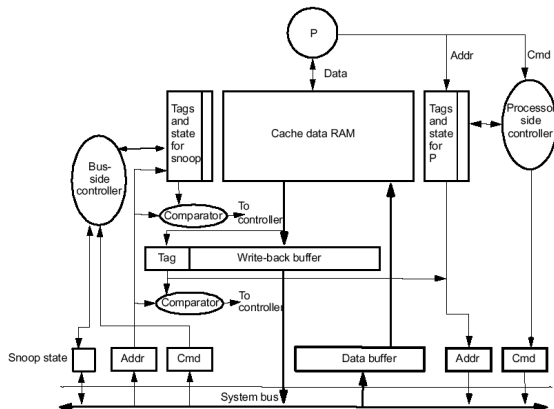 P
Addr
Cmd
Data
Tags
and
state
for
snoop
Cache data RAM
Tags
and
state
for
P
Processor
side
controller
Bus-
side
controller
Comparator
To
controller
Tag
Write-back buffer
Comparator
To
controller
Snoop state
Addr
Cmd
Data buffer
Addr
Cmd
System bus